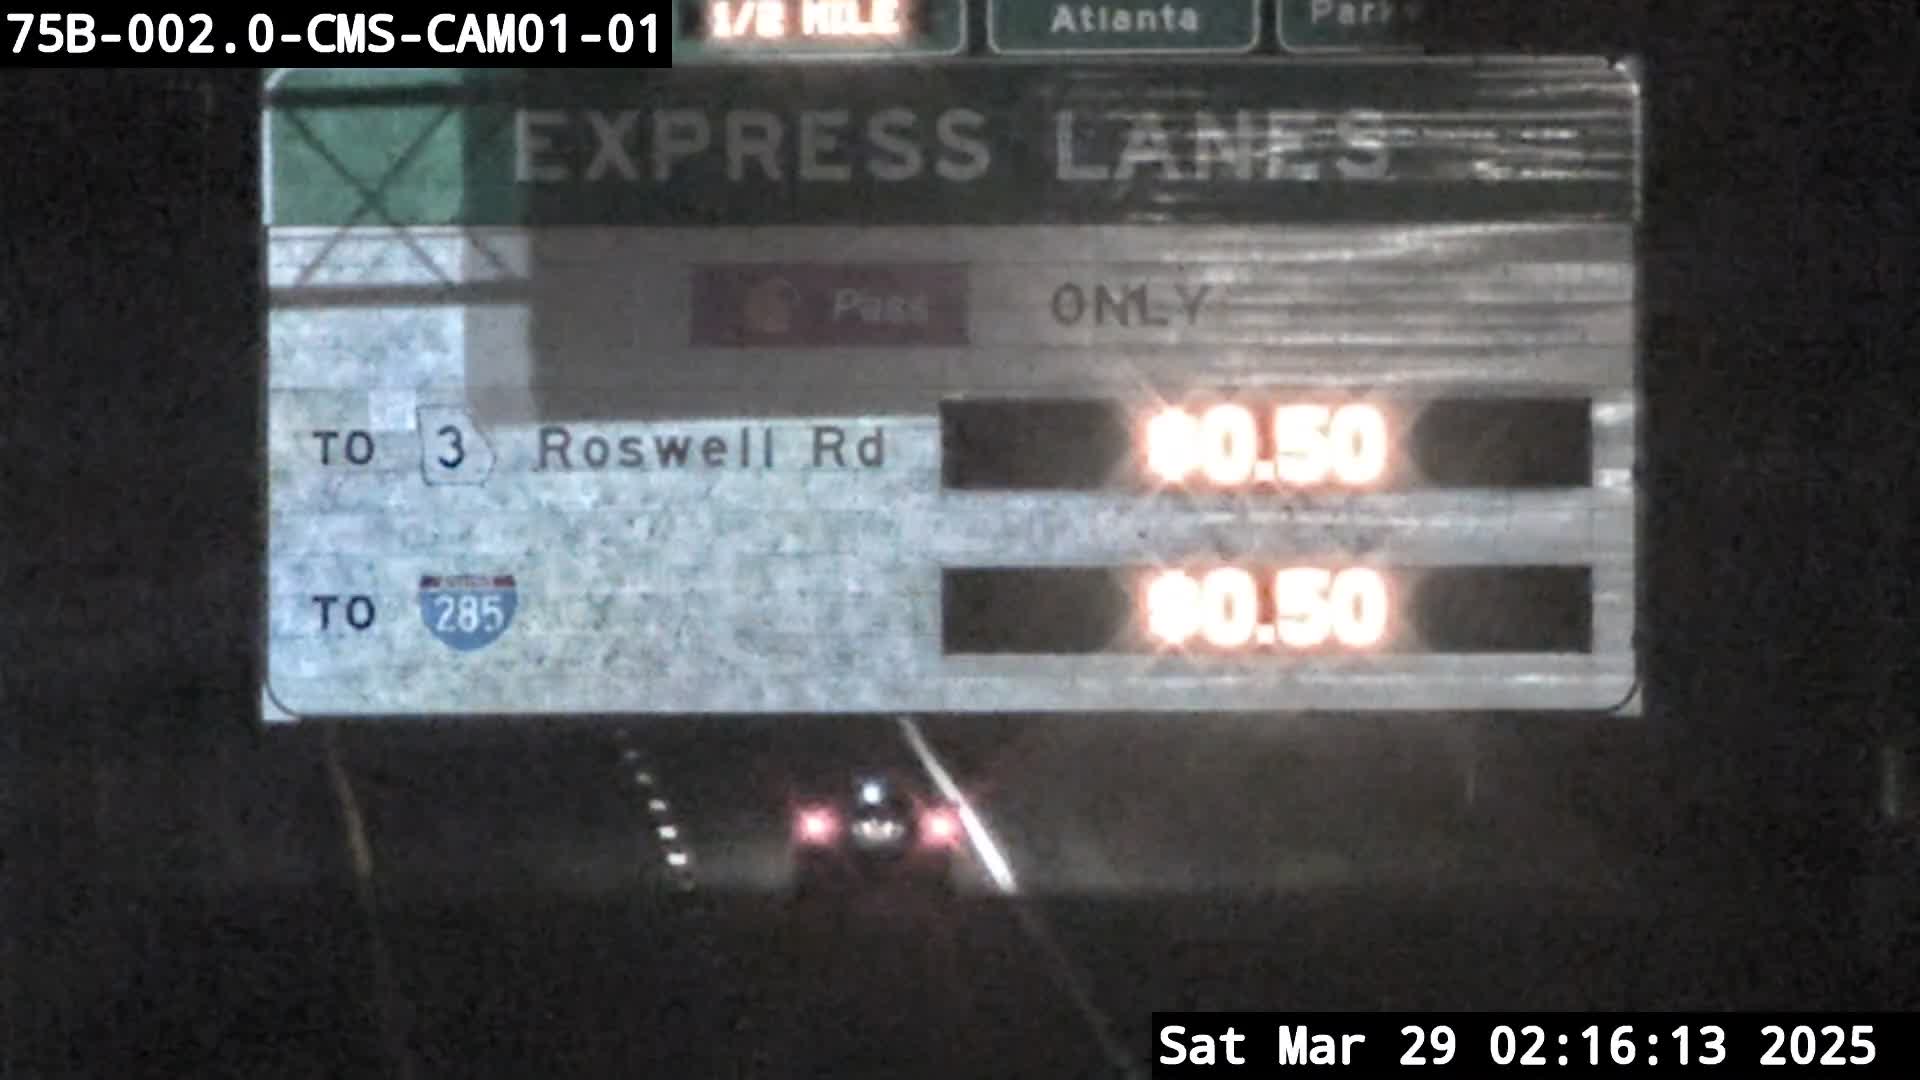 75B-002.0-CMS-CAM01-01
1/2 MILE
Atlanta
EXPRESS LANES
Pass ONLY
TO 3 Roswell Rd $0.50
TO 285 $0.50
Sat Mar 29 02:16:13 2025